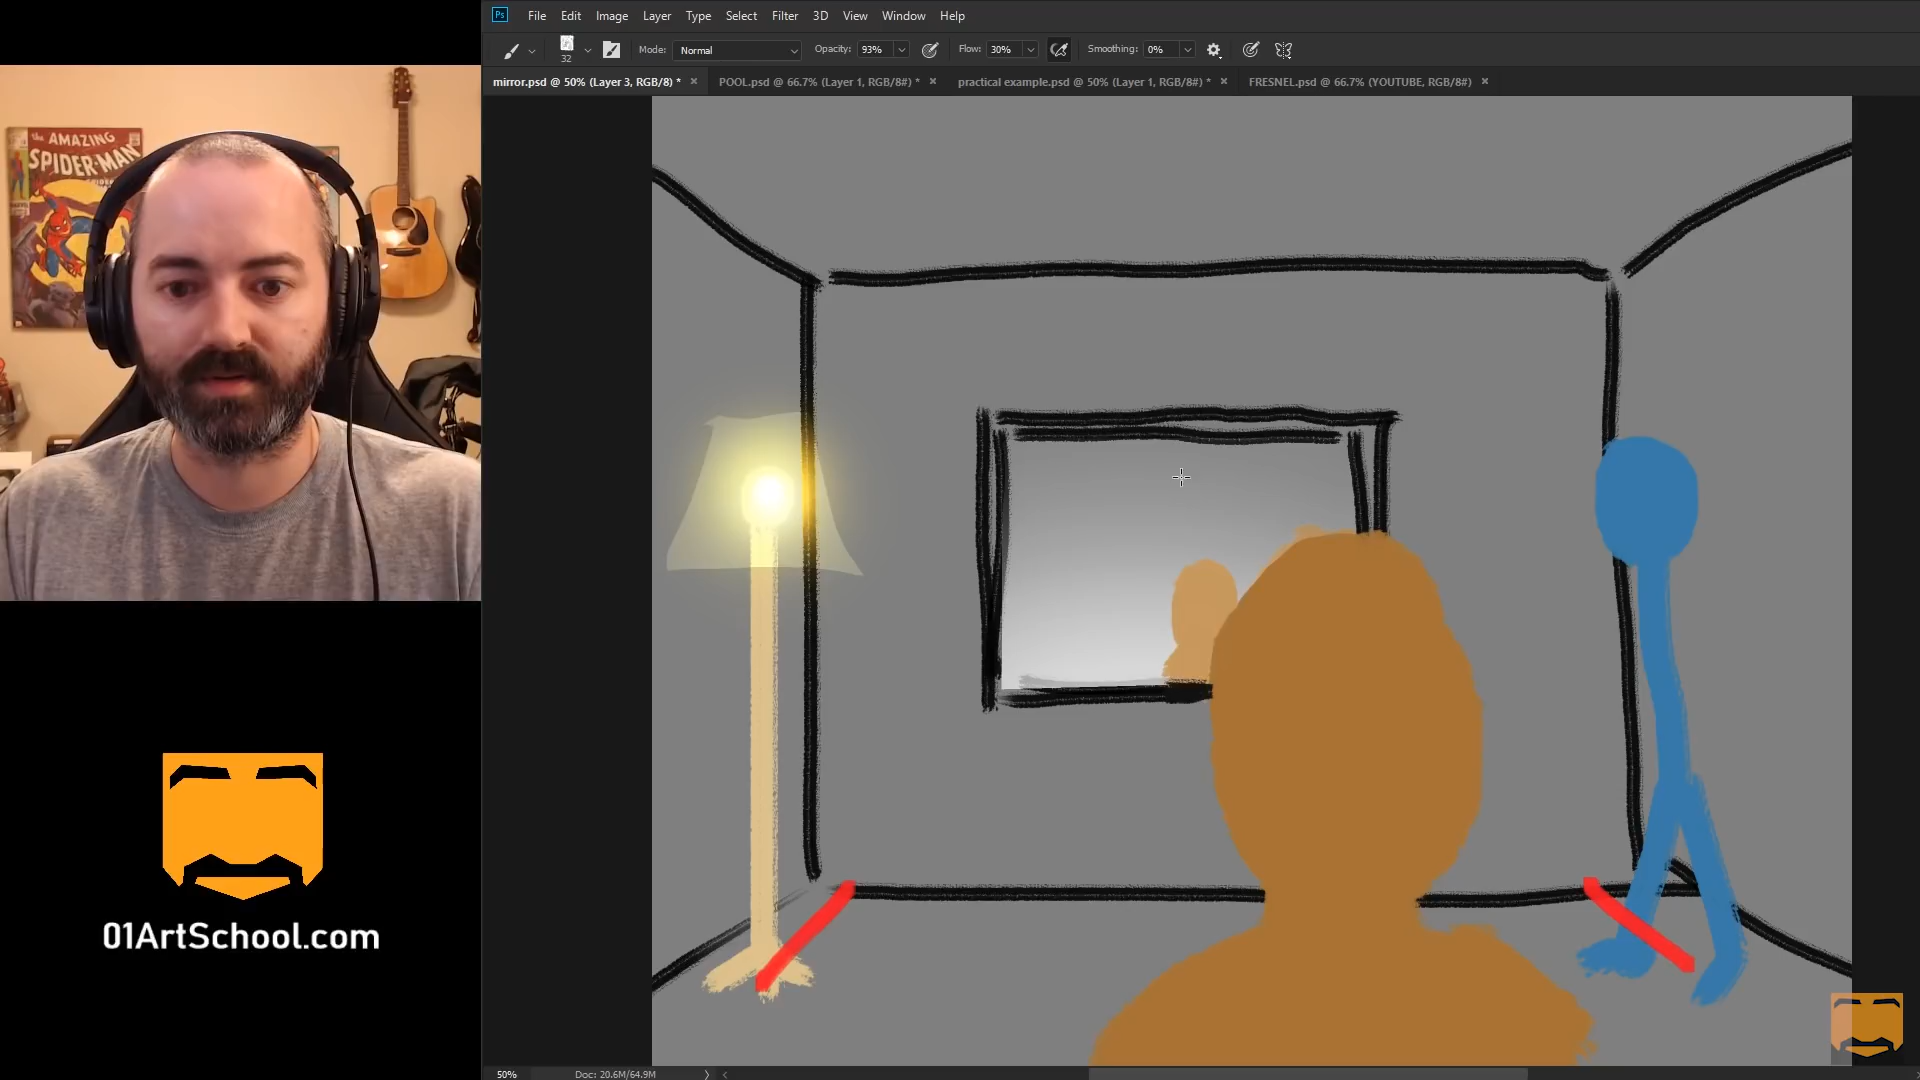 Ps File Edit Image Layer Type Select Filter 3D View Window Help
32 Mode: Normal Opacity: 93% Flow: 30% Smoothing: 0%
mirror.psd @ 50% (Layer 3, RGB/8) * × POOL.psd @ 66.7% (Layer 1, RGB/8#) * × practical example.psd @ 50% (Layer 1, RGB/8#) * × FRESNEL.psd @ 66.7% (YOUTUBE, RGB/8#) ×
the AMAZING
SPIDER-MAN
01ArtSchool.com
50% Doc: 20.6M/64.9M